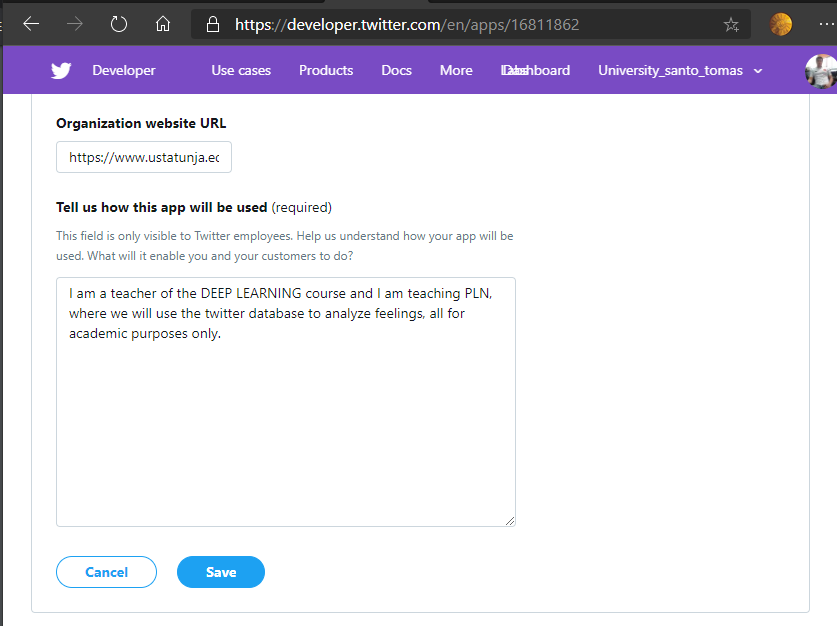 https://developer.twitter.com/en/apps/16811862
Developer Use cases Products Docs More Dashboard University_santo_tomas
Organization website URL
https://www.ustatunja.ec
Tell us how this app will be used (required)
This field is only visible to Twitter employees. Help us understand how your app will be
used. What will it enable you and your customers to do?
I am a teacher of the DEEP LEARNING course and I am teaching PLN,
where we will use the twitter database to analyze feelings, all for
academic purposes only.
Cancel Save